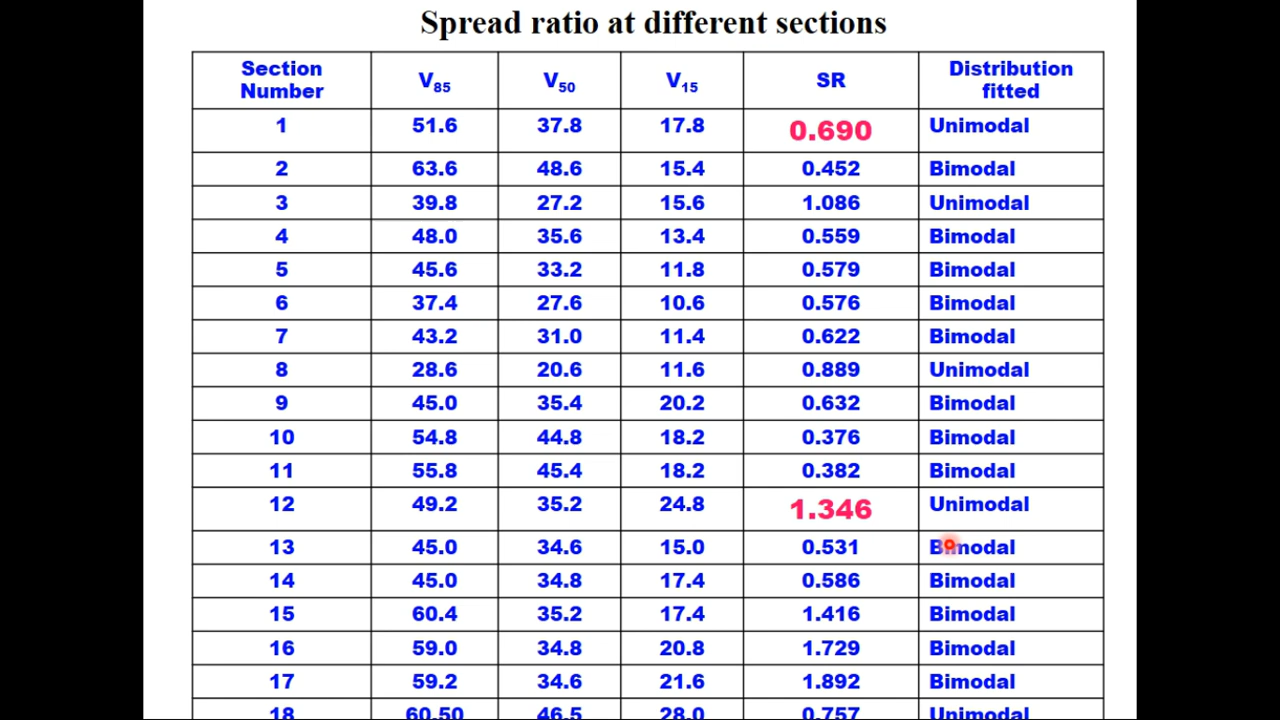 Spread ratio at different sections
Section Number V85 V50 V15 SR Distribution fitted
1 51.6 37.8 17.8 0.690 Unimodal
2 63.6 48.6 15.4 0.452 Bimodal
3 39.8 27.2 15.6 1.086 Unimodal
4 48.0 35.6 13.4 0.559 Bimodal
5 45.6 33.2 11.8 0.579 Bimodal
6 37.4 27.6 10.6 0.576 Bimodal
7 43.2 31.0 11.4 0.622 Bimodal
8 28.6 20.6 11.6 0.889 Unimodal
9 45.0 35.4 20.2 0.632 Bimodal
10 54.8 44.8 18.2 0.376 Bimodal
11 55.8 45.4 18.2 0.382 Bimodal
12 49.2 35.2 24.8 1.346 Unimodal
13 45.0 34.6 15.0 0.531 Bimodal
14 45.0 34.8 17.4 0.586 Bimodal
15 60.4 35.2 17.4 1.416 Bimodal
16 59.0 34.8 20.8 1.729 Bimodal
17 59.2 34.6 21.6 1.892 Bimodal
18 60.50 46.5 28.0 0.757 Unimodal